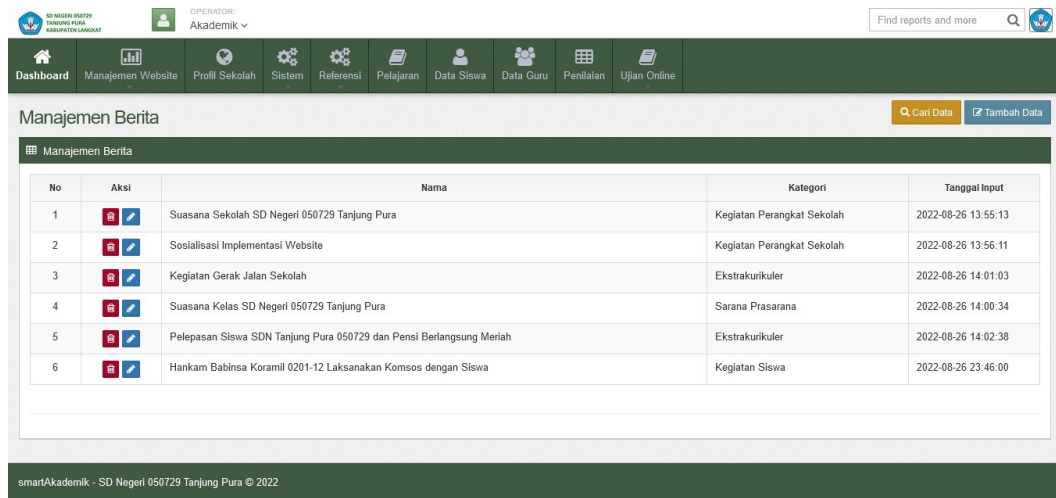 SD NEGERI 050729
TANJUNG PURA
KABUPATEN LANGKAT
OPERATOR:
Akademik
Find reports and more
Dashboard
Manajemen Website
Profil Sekolah
Sistem
Referensi
Pelajaran
Data Siswa
Data Guru
Penilaian
Ujian Online
Manajemen Berita
Cari Data
Tambah Data
Manajemen Berita
No Aksi Nama Kategori Tanggal Input
1 Suasana Sekolah SD Negeri 050729 Tanjung Pura Kegiatan Perangkat Sekolah 2022-08-26 13:55:13
2 Sosialisasi Implementasi Website Kegiatan Perangkat Sekolah 2022-08-26 13:56:11
3 Kegiatan Gerak Jalan Sekolah Ekstrakurikuler 2022-08-26 14:01:03
4 Suasana Kelas SD Negeri 050729 Tanjung Pura Sarana Prasarana 2022-08-26 14:00:34
5 Pelepasan Siswa SDN Tanjung Pura 050729 dan Pensi Berlangsung Meriah Ekstrakurikuler 2022-08-26 14:02:38
6 Hankam Babinsa Koramil 0201-12 Laksanakan Komsos dengan Siswa Kegiatan Siswa 2022-08-26 23:46:00
smartAkademik - SD Negeri 050729 Tanjung Pura © 2022